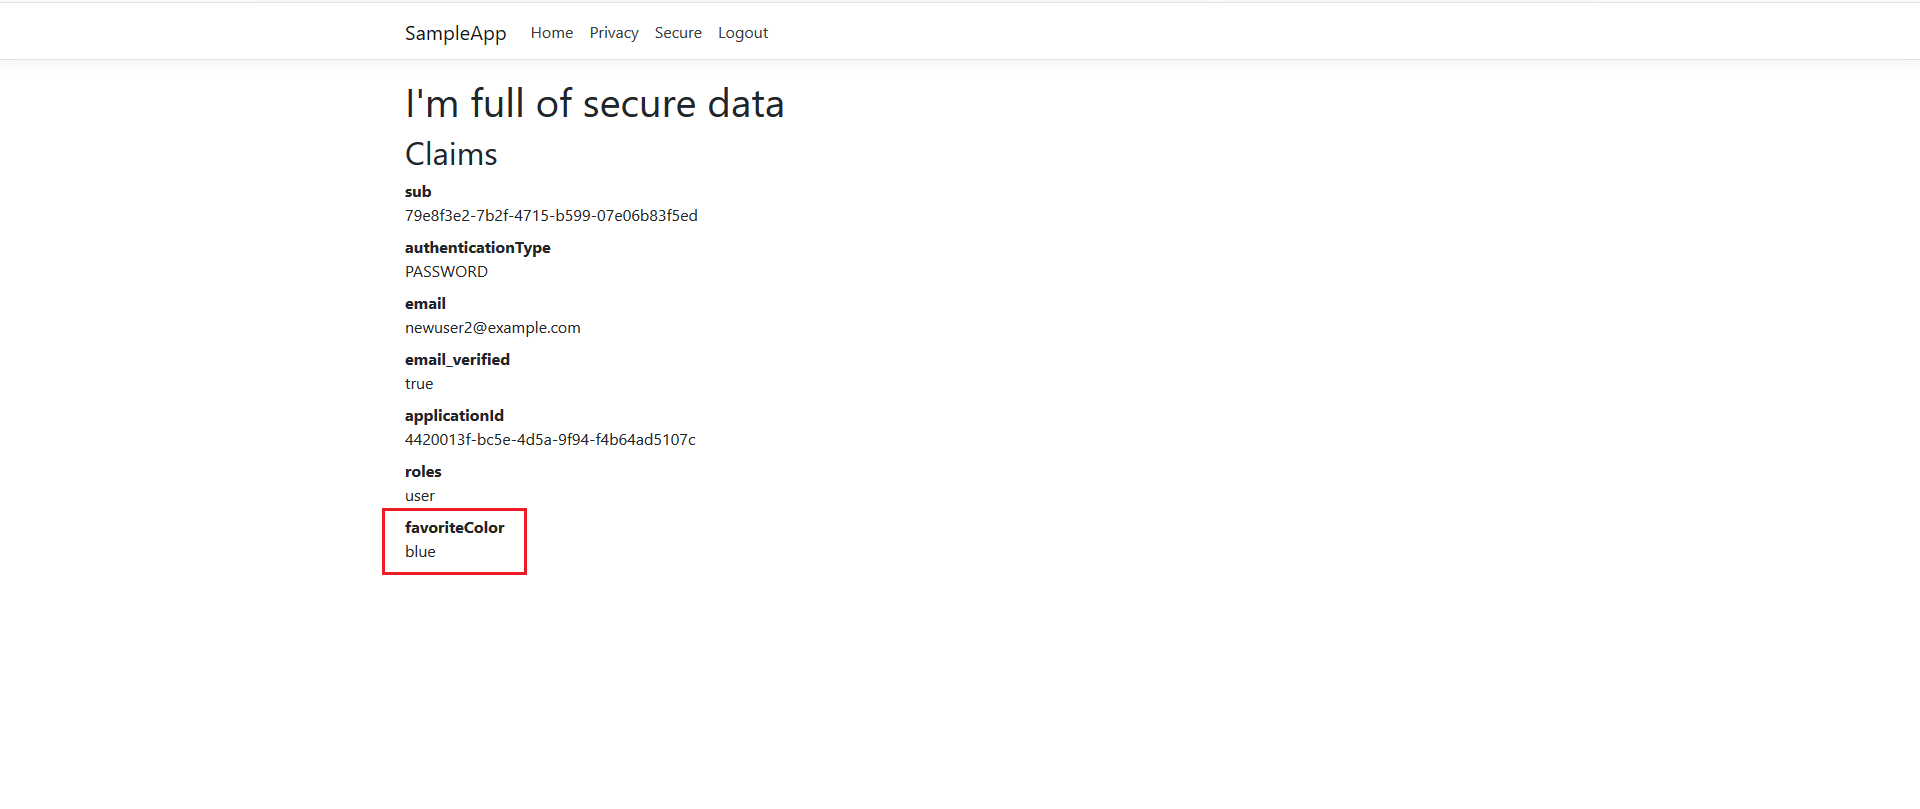 SampleApp Home Privacy Secure Logout
I'm full of secure data
Claims
sub
79e8f3e2-7b2f-4715-b599-07e06b83f5ed
authenticationType
PASSWORD
email
newuser2@example.com
email_verified
true
applicationId
4420013f-bc5e-4d5a-9f94-f4b64ad5107c
roles
user
favoriteColor
blue